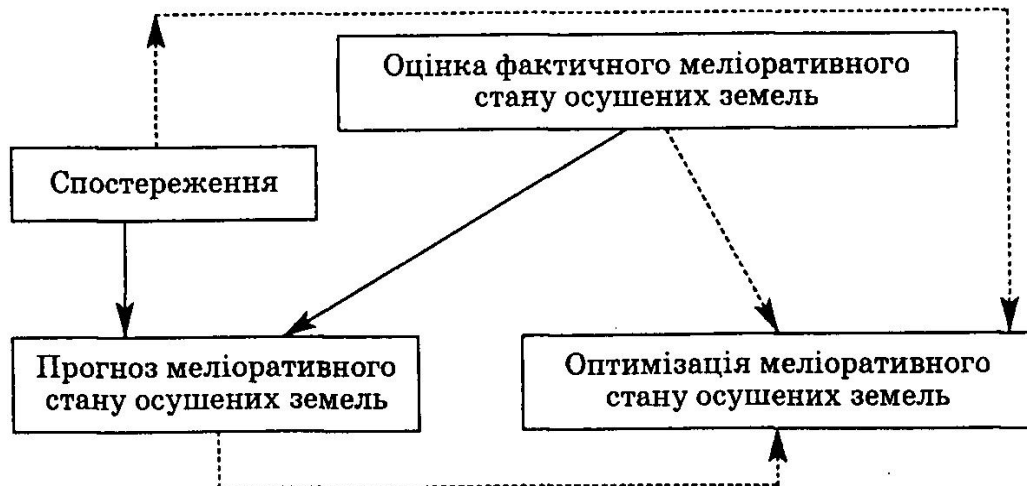 Оцінка фактичного меліоративного
стану осушених земель
Спостереження
Прогноз меліоративного
стану осушених земель
Оптимізація меліоративного
стану осушених земель